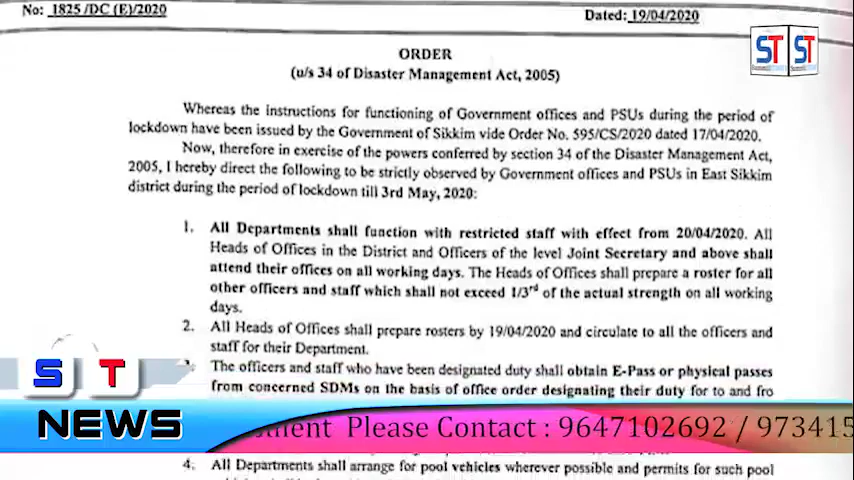 No: 1825 /DC (E)/2020
Dated: 19/04/2020
ST ST
ORDER
(u/s 34 of Disaster Management Act, 2005)
Whereas the instructions for functioning of Government offices and PSUs during the period of
lockdown have been issued by the Government of Sikkim vide Order No. 595/CS/2020 dated 17/04/2020.
Now, therefore in exercise of the powers conferred by section 34 of the Disaster Management Act,
2005, I hereby direct the following to be strictly observed by Government offices and PSUs in East Sikkim
district during the period of lockdown till 3rd May, 2020:
1. All Departments shall function with restricted staff with effect from 20/04/2020. All
Heads of Offices in the District and Officers of the level Joint Secretary and above shall
attend their offices on all working days. The Heads of Offices shall prepare a roster for all
other officers and staff which shall not exceed 1/3rd of the actual strength on all working
days.
2. All Heads of Offices shall prepare rosters by 19/04/2020 and circulate to all the officers and
staff for their Department.
The officers and staff who have been designated duty shall obtain E-Pass or physical passes
from concerned SDMs on the basis of office order designating their duty for to and fro
S T
NEWS
Please Contact : 9647102692 / 973415
4. All Departments shall arrange for pool vehicles wherever possible and permits for such pool